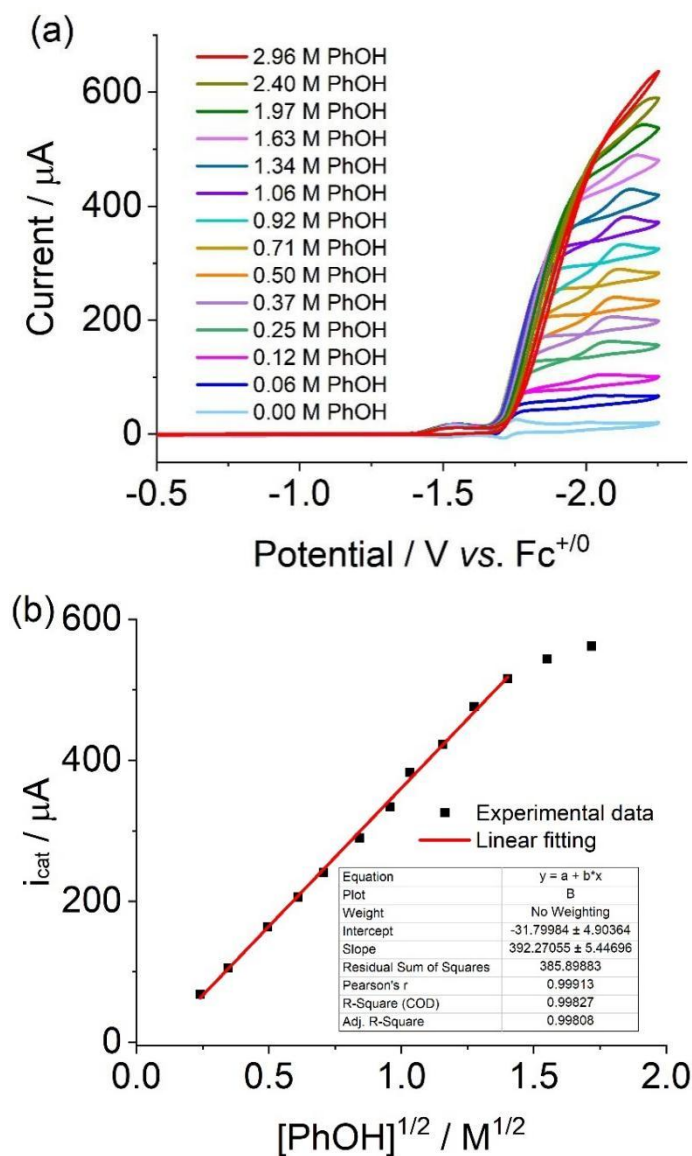 (a)
2.96 M PhOH
2.40 M PhOH
1.97 M PhOH
1.63 M PhOH
1.34 M PhOH
1.06 M PhOH
0.92 M PhOH
0.71 M PhOH
0.50 M PhOH
0.37 M PhOH
0.25 M PhOH
0.12 M PhOH
0.06 M PhOH
0.00 M PhOH
600
400
200
0
Current / μA
-0.5 -1.0 -1.5 -2.0
Potential / V vs. Fc⁺/⁰
(b)
600
400
200
0
i_cat / μA
Experimental data
Linear fitting
Equation y = a + b*x
Plot B
Weight No Weighting
Intercept -31.79984 ± 4.90364
Slope 392.27055 ± 5.44696
Residual Sum of Squares 385.89883
Pearson's r 0.99913
R-Square (COD) 0.99827
Adj. R-Square 0.99808
0.0 0.5 1.0 1.5 2.0
[PhOH]^1/2 / M^1/2